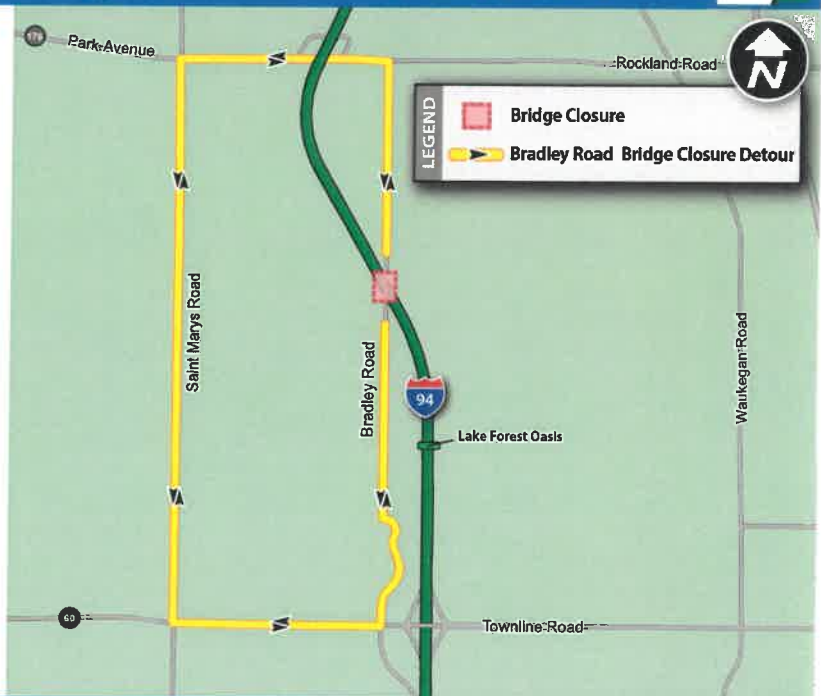 176
Park Avenue
Rockland Road
N
LEGEND
Bridge Closure
Bradley Road Bridge Closure Detour
Saint Marys Road
Bradley Road
Waukegan Road
94
Lake Forest Oasis
60
Townline Road